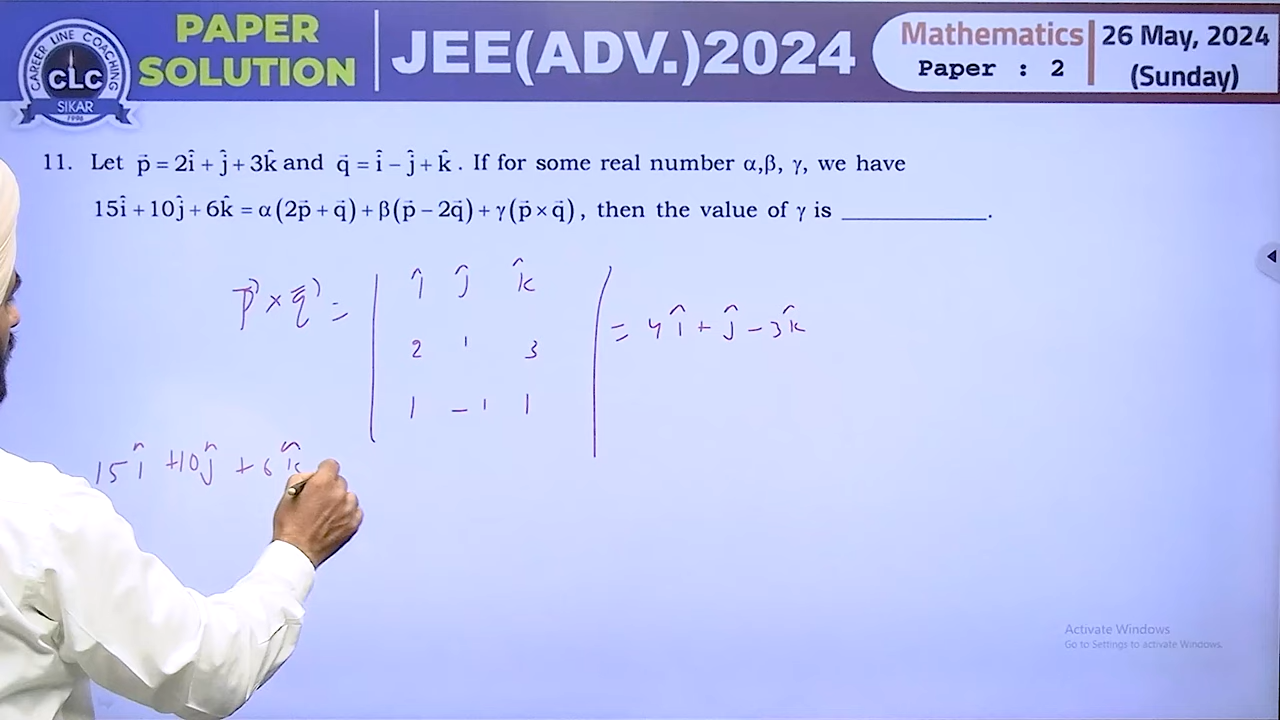 CAREER LINE COACHING
CLC
SIKAR
1996
PAPER
SOLUTION
JEE(ADV.)2024
Mathematics
Paper : 2
26 May, 2024
(Sunday)
11. Let p⃗ = 2î + ĵ + 3k̂ and q⃗ = î − ĵ + k̂ . If for some real number α,β, γ, we have
15î + 10ĵ + 6k̂ = α(2p⃗ + q⃗) + β(p⃗ − 2q⃗) + γ(p⃗ × q⃗), then the value of γ is ____________.
p⃗ × q⃗ = | î ĵ k̂
2 1 3 | = 4î + ĵ − 3k̂
1 −1 1
15î +10ĵ + 6k̂
Activate Windows
Go to Settings to activate Windows.